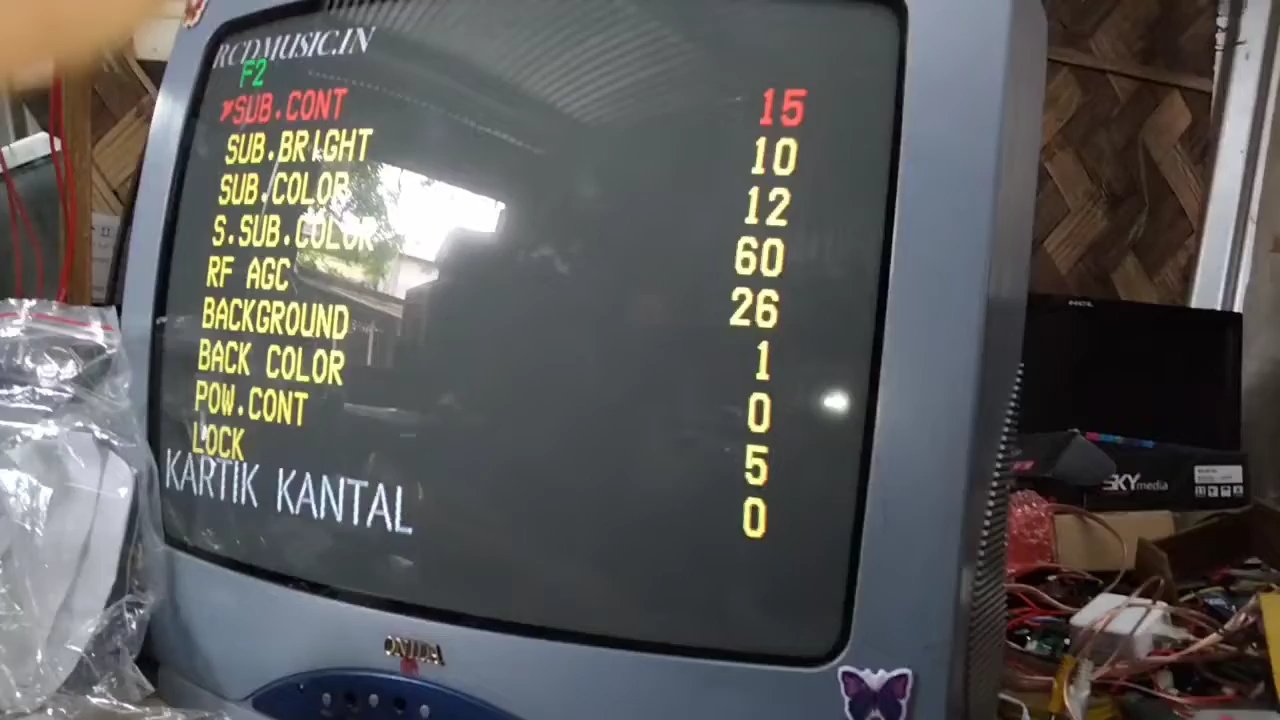 RCDMUSIC.IN
F2
SUB.CONT 15
SUB.BRIGHT 10
SUB.COLOR 12
S.SUB.COLOR 60
RF AGC 26
BACKGROUND 1
BACK COLOR 0
POW.CONT 5
LOCK 0
KARTIK KANTAL
ONIDA
SKYmedia